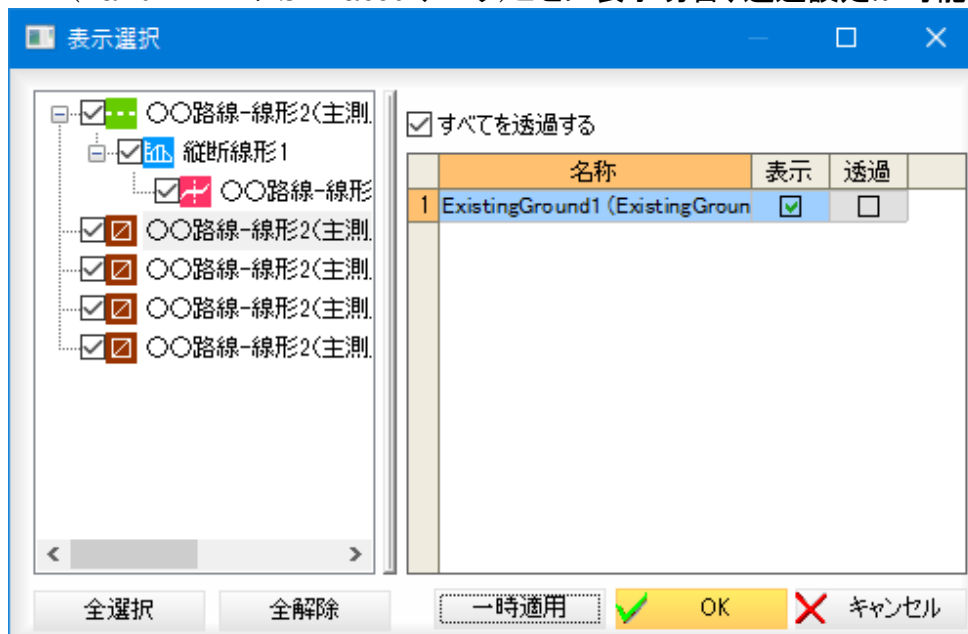 表示選択
〇〇路線-線形2(主測.
縦断線形1
〇〇路線-線形
〇〇路線-線形2(主測.
〇〇路線-線形2(主測.
〇〇路線-線形2(主測.
〇〇路線-線形2(主測.
すべてを透過する
名称 表示 透過
1 ExistingGround1 (ExistingGroun
全選択 全解除 一時適用 OK キャンセル